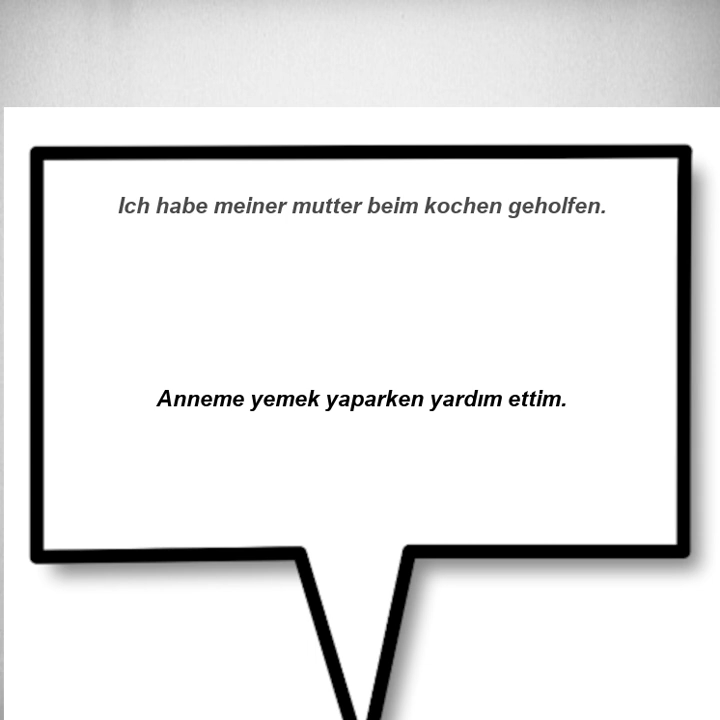 Ich habe meiner mutter beim kochen geholfen.
Anneme yemek yaparken yardım ettim.